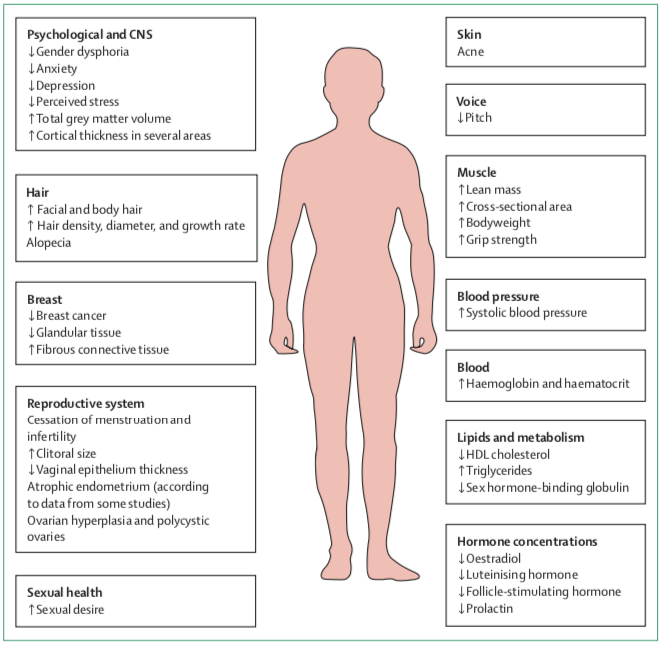 Psychological and CNS
↓Gender dysphoria
↓Anxiety
↓Depression
↓Perceived stress
↑Total grey matter volume
↑Cortical thickness in several areas
Hair
↑ Facial and body hair
↑ Hair density, diameter, and growth rate
Alopecia
Breast
↓Breast cancer
↓Glandular tissue
↑Fibrous connective tissue
Reproductive system
Cessation of menstruation and
infertility
↑Clitoral size
↓Vaginal epithelium thickness
Atrophic endometrium (according
to data from some studies)
Ovarian hyperplasia and polycystic
ovaries
Sexual health
↑Sexual desire
Skin
Acne
Voice
↓Pitch
Muscle
↑Lean mass
↑Cross-sectional area
↑Bodyweight
↑Grip strength
Blood pressure
↑Systolic blood pressure
Blood
↑Haemoglobin and haematocrit
Lipids and metabolism
↓HDL cholesterol
↑Triglycerides
↓Sex hormone-binding globulin
Hormone concentrations
↓Oestradiol
↓Luteinising hormone
↓Follicle-stimulating hormone
↓Prolactin